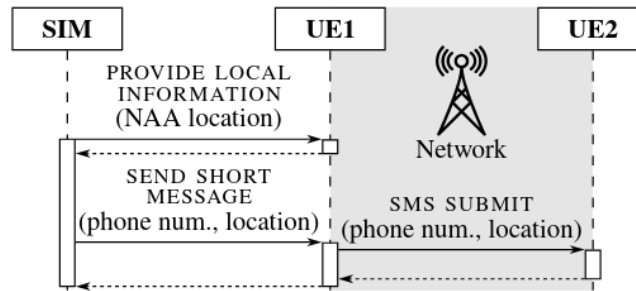 SIM
UE1
UE2
PROVIDE LOCAL
INFORMATION
(NAA location)
Network
SEND SHORT
MESSAGE
(phone num., location)
SMS SUBMIT
(phone num., location)